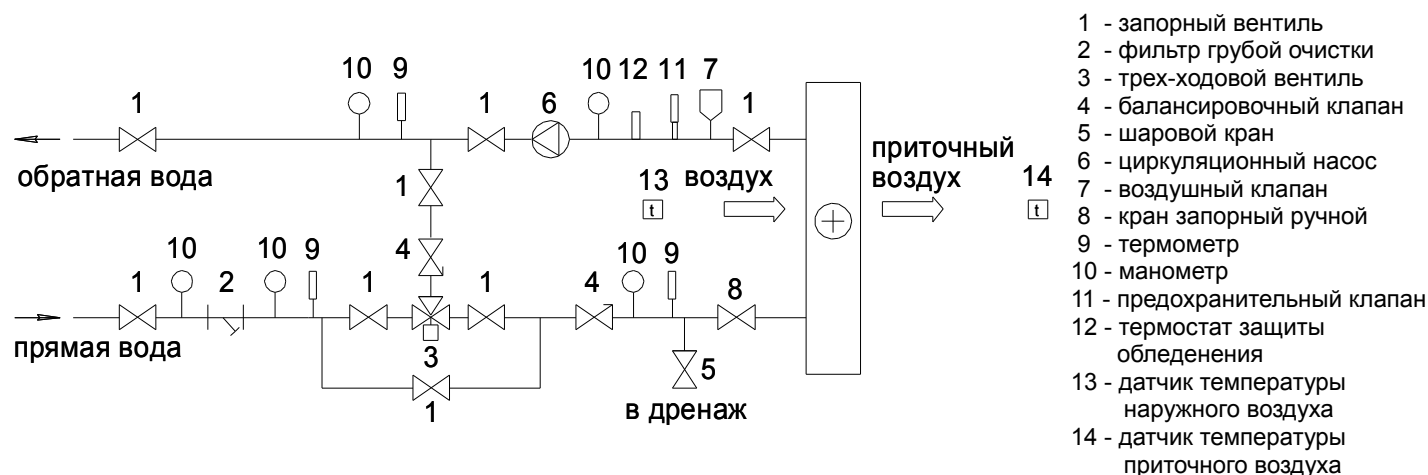 10 9 10 12 11 7
1 1 6 1
обратная вода
1
13 воздух
t
приточный
воздух
14
t
10 10 9 4 10 9
1 2 1 1 4 8
прямая вода
3
5
1
в дренаж
1 - запорный вентиль
2 - фильтр грубой очистки
3 - трех-ходовой вентиль
4 - балансировочный клапан
5 - шаровой кран
6 - циркуляционный насос
7 - воздушный клапан
8 - кран запорный ручной
9 - термометр
10 - манометр
11 - предохранительный клапан
12 - термостат защиты
обледенения
13 - датчик температуры
наружного воздуха
14 - датчик температуры
приточного воздуха